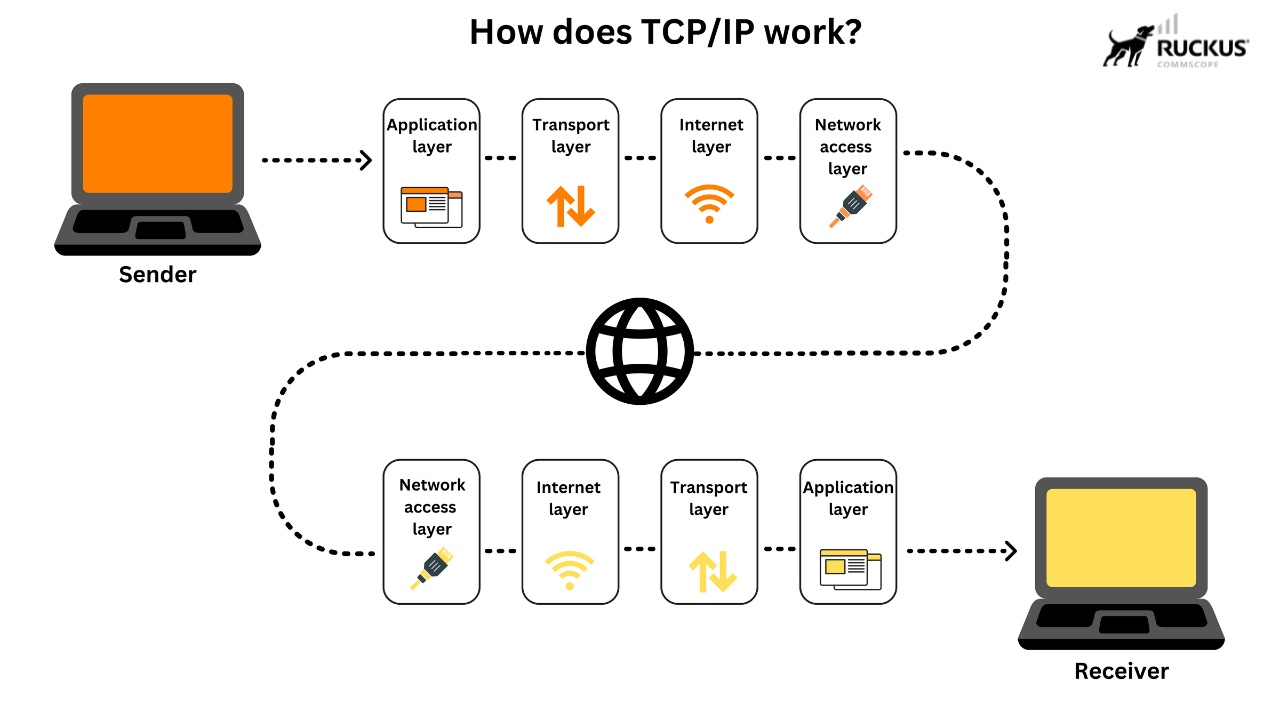 How does TCP/IP work?
RUCKUS®
COMMSCOPE
Application
layer
Transport
layer
Internet
layer
Network
access
layer
Sender
Network
access
layer
Internet
layer
Transport
layer
Application
layer
Receiver